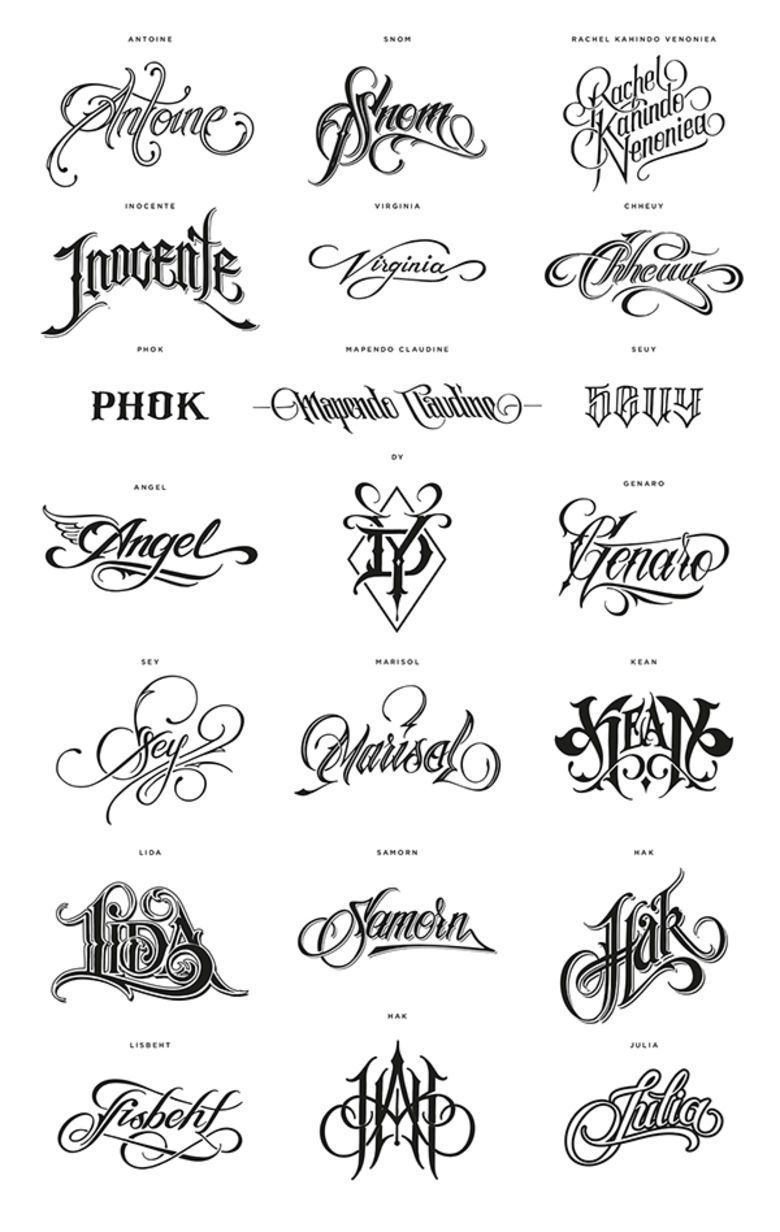 ANTOINE
SNOM
RACHEL KAHINDO VENONIEA
Antoine
Snom
Rachel
Kahindo
Venoniea
INOCENTE
VIRGINIA
CHHEUY
Inocente
Virginia
Chheuy
PHOK
MAPENDO CLAUDINE
SEUY
PHOK
Mapendo Claudine
SEUY
ANGEL
DY
GENARO
Angel
DY
Genaro
SEY
MARISOL
KEAN
Sey
Marisol
KEAN
LIDA
SAMORN
HAK
LIDA
Samorn
Hak
LISBEHT
HAK
JULIA
Lisbeht
HAK
Julia